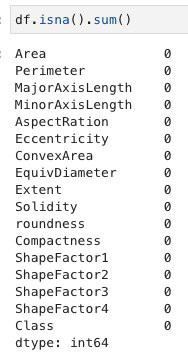 df.isna().sum()
Area 0
Perimeter 0
MajorAxisLength 0
MinorAxisLength 0
AspectRation 0
Eccentricity 0
ConvexArea 0
EquivDiameter 0
Extent 0
Solidity 0
roundness 0
Compactness 0
ShapeFactor1 0
ShapeFactor2 0
ShapeFactor3 0
ShapeFactor4 0
Class 0
dtype: int64